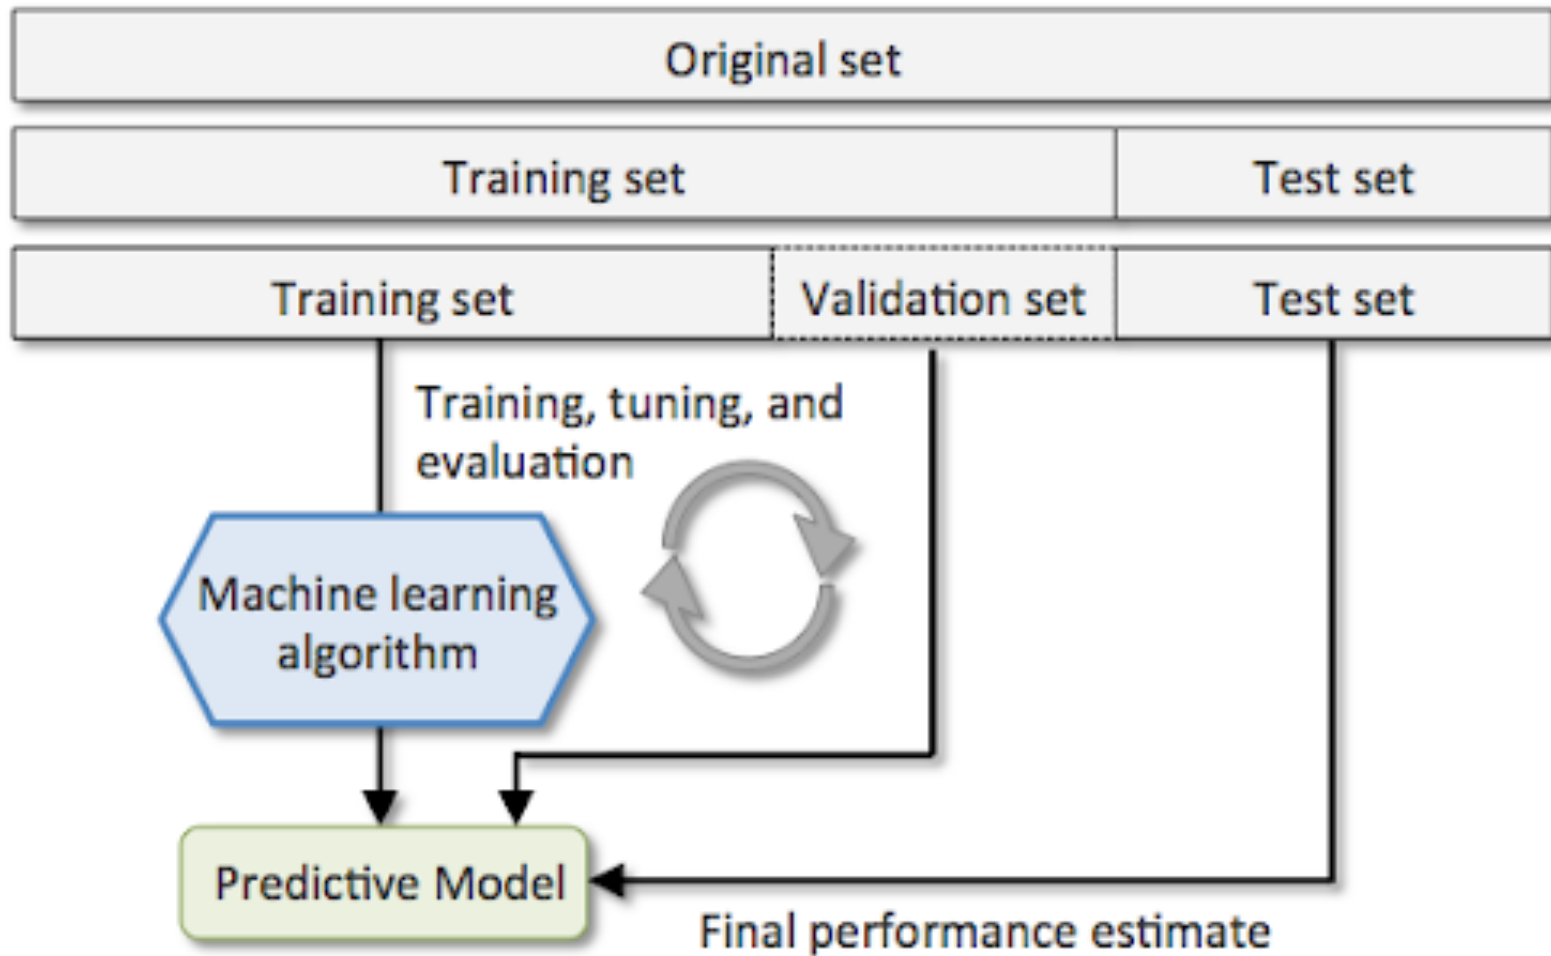 Original set
Training set
Test set
Training set
Validation set
Test set
Training, tuning, and
evaluation
Machine learning
algorithm
Predictive Model
Final performance estimate